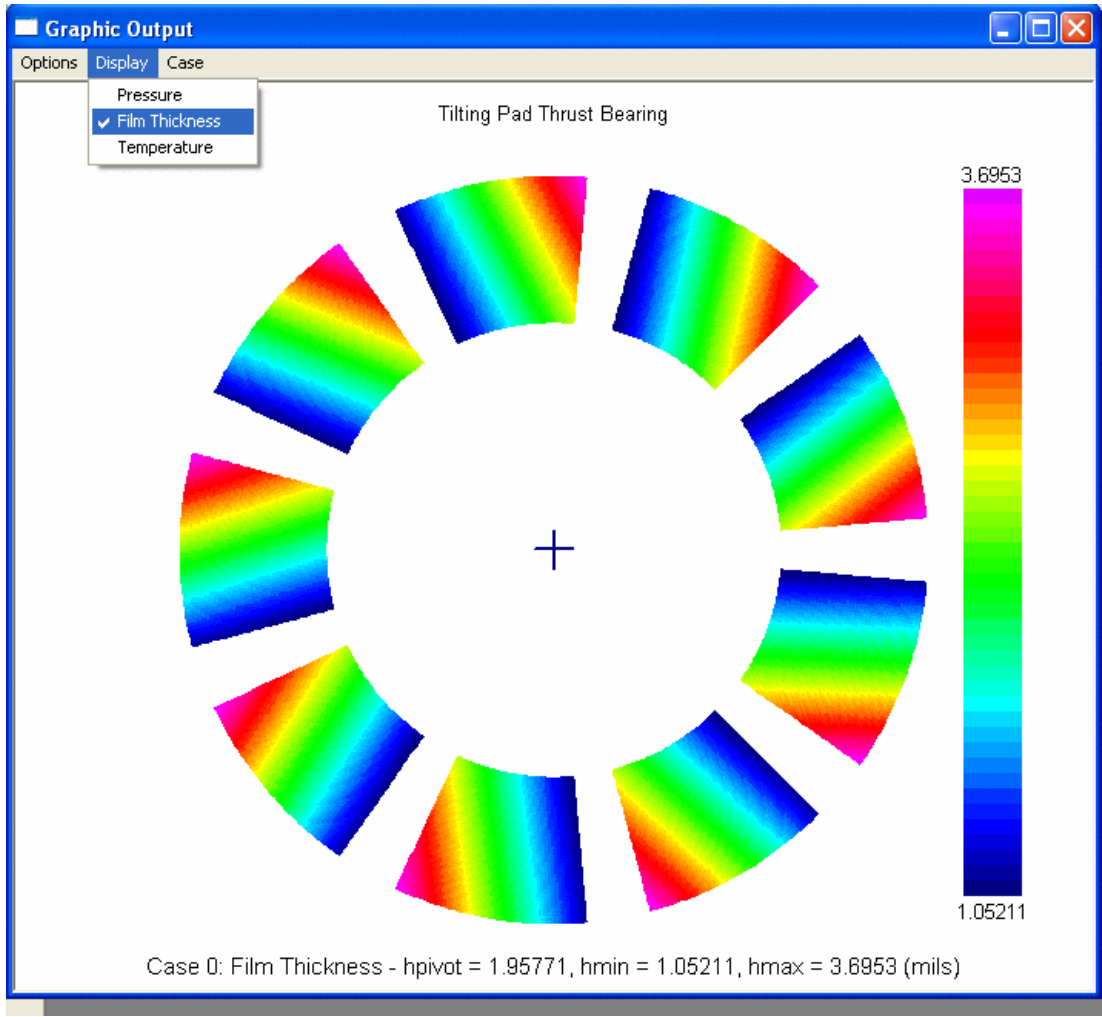 Graphic Output
Options Display Case
Pressure
Film Thickness
Temperature
Tilting Pad Thrust Bearing
3.6953
1.05211
Case 0: Film Thickness - hpivot = 1.95771, hmin = 1.05211, hmax = 3.6953 (mils)